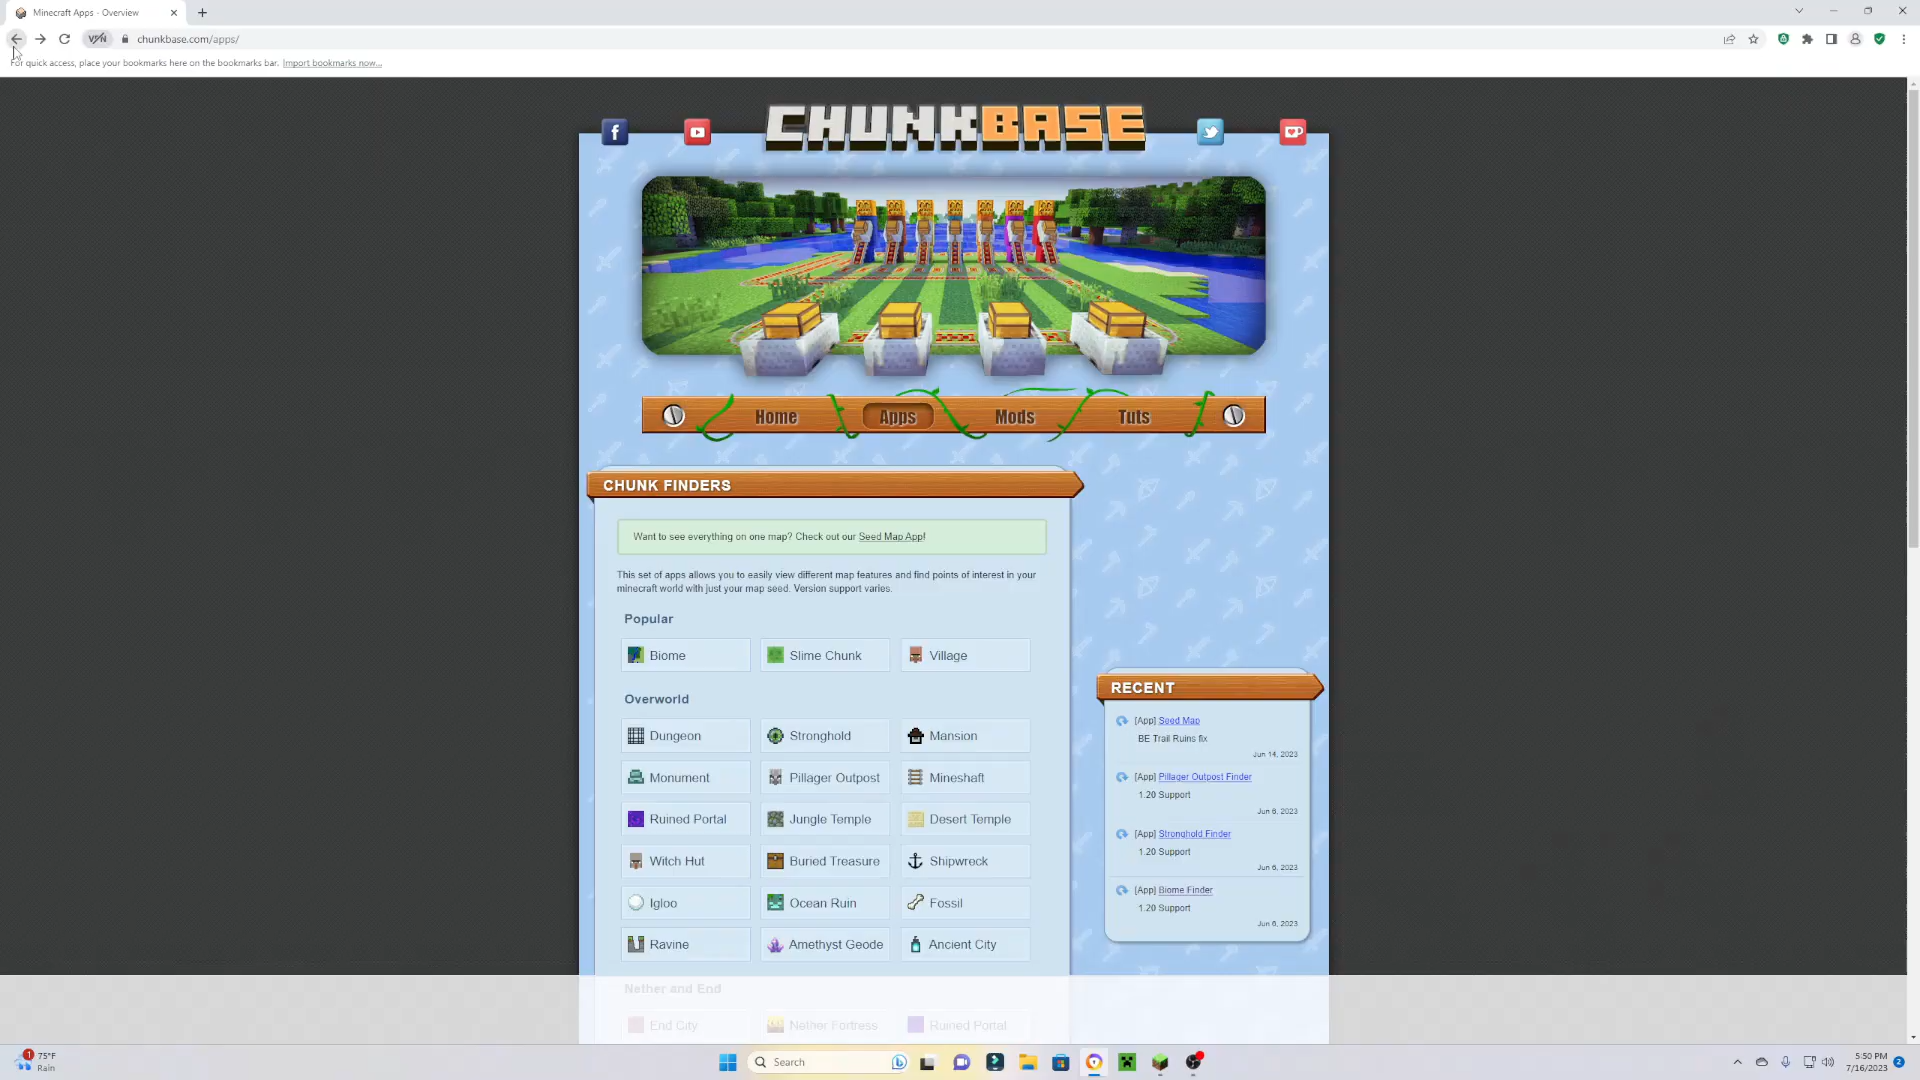 Minecraft Apps - Overview
VPN
chunkbase.com/apps/
For quick access, place your bookmarks here on the bookmarks bar. Import bookmarks now...
CHUNKBASE
Home
Apps
Mods
Tuts
CHUNK FINDERS
Want to see everything on one map? Check out our Seed Map App!
This set of apps allows you to easily view different map features and find points of interest in your
minecraft world with just your map seed. Version support varies.
Popular
Biome
Slime Chunk
Village
Overworld
Dungeon
Stronghold
Mansion
Monument
Pillager Outpost
Mineshaft
Ruined Portal
Jungle Temple
Desert Temple
Witch Hut
Buried Treasure
Shipwreck
Igloo
Ocean Ruin
Fossil
Ravine
Amethyst Geode
Ancient City
Nether and End
End City
Nether Fortress
Ruined Portal
RECENT
[App] Seed Map
BE Trail Ruins fix
Jun 14, 2023
[App] Pillager Outpost Finder
1.20 Support
Jun 6, 2023
[App] Stronghold Finder
1.20 Support
Jun 6, 2023
[App] Biome Finder
1.20 Support
Jun 6, 2023
1
75°F
Rain
Search
5:50 PM
7/16/2023
2